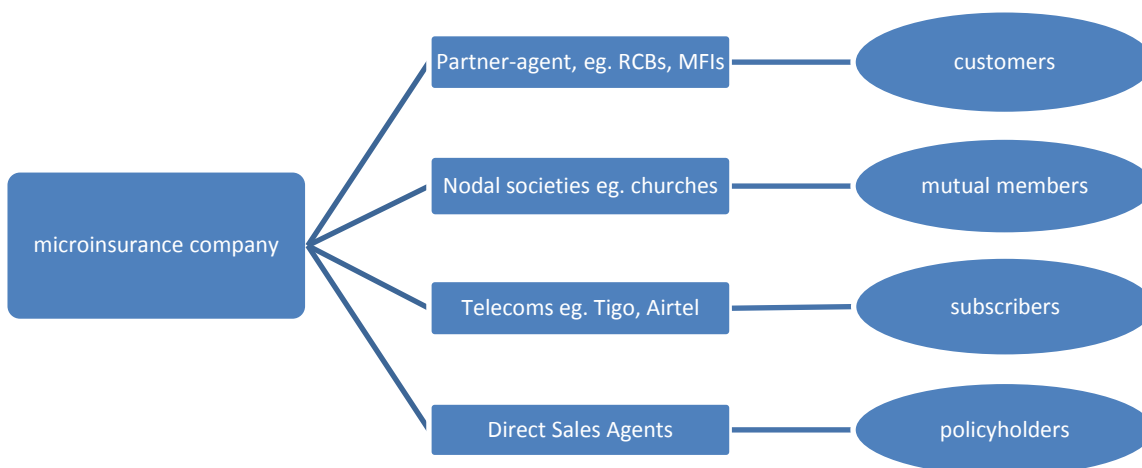 Partner-agent, eg. RCBs, MFIs
customers
Nodal societies eg. churches
mutual members
microinsurance company
Telecoms eg. Tigo, Airtel
subscribers
Direct Sales Agents
policyholders